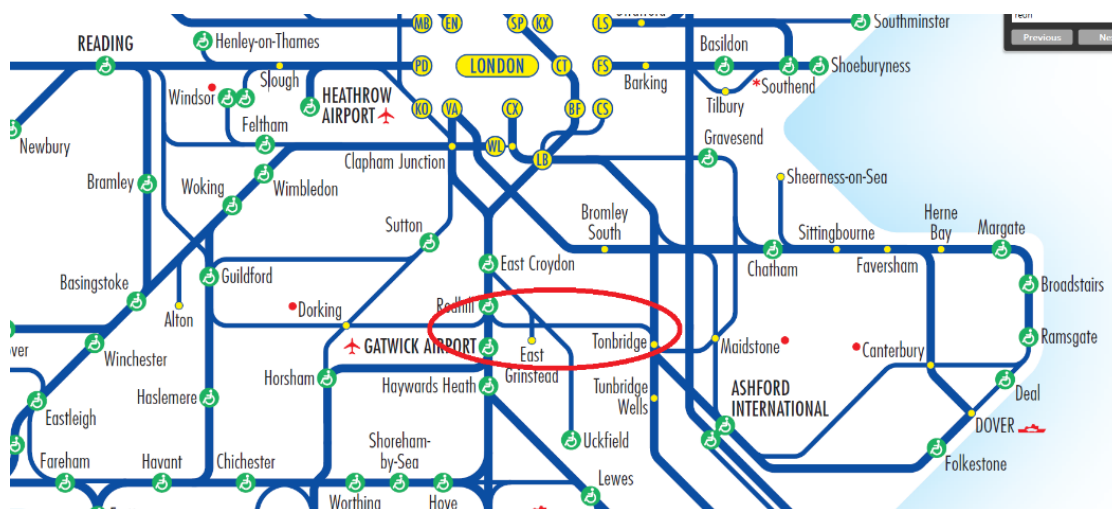 MB EN SP KX LS
Southminster
Previous Ne
READING
Henley-on-Thames
Basildon
PD
LONDON
CT FS
Slough
Barking
Shoeburyness
Windsor
HEATHROW
AIRPORT
Tilbury
*Southend
KO VA CX BF CS
Newbury
Feltham
Gravesend
WL
LB
Clapham Junction
Bramley
Woking
Wimbledon
Sheerness-on-Sea
Sutton
Bromley
South
Sittingbourne
Herne
Bay
Margate
Chatham
Faversham
East Croydon
Guildford
Basingstoke
Broadstairs
Alton
Dorking
Redhill
Winchester
GATWICK AIRPORT
East
Grinstead
Tonbridge
Maidstone
Canterbury
Ramsgate
over
Horsham
Haywards Heath
Tunbridge
Wells
ASHFORD
INTERNATIONAL
Deal
Haslemere
Eastleigh
DOVER
Uckfield
Folkestone
Shoreham-
by-Sea
Fareham
Havant
Chichester
Worthing
Hove
Lewes